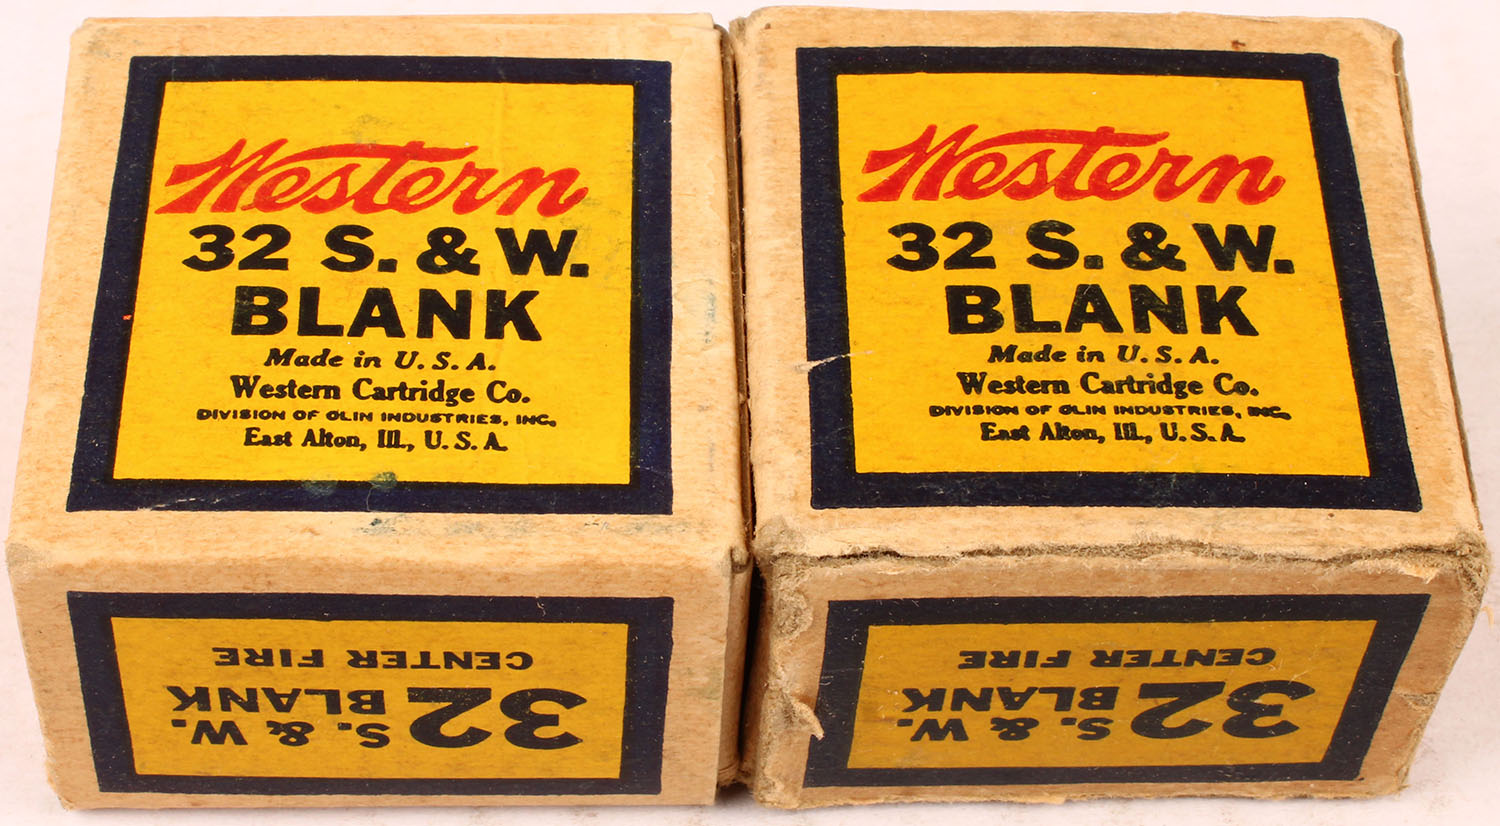 Western
32 S. & W.
BLANK
Made in U.S.A.
Western Cartridge Co.
DIVISION OF OLIN INDUSTRIES, INC.
East Alton, Ill., U.S.A.
32 S. & W.
BLANK
CENTER FIRE
Western
32 S. & W.
BLANK
Made in U.S.A.
Western Cartridge Co.
DIVISION OF OLIN INDUSTRIES, INC.
East Alton, Ill., U.S.A.
32 S. & W.
BLANK
CENTER FIRE